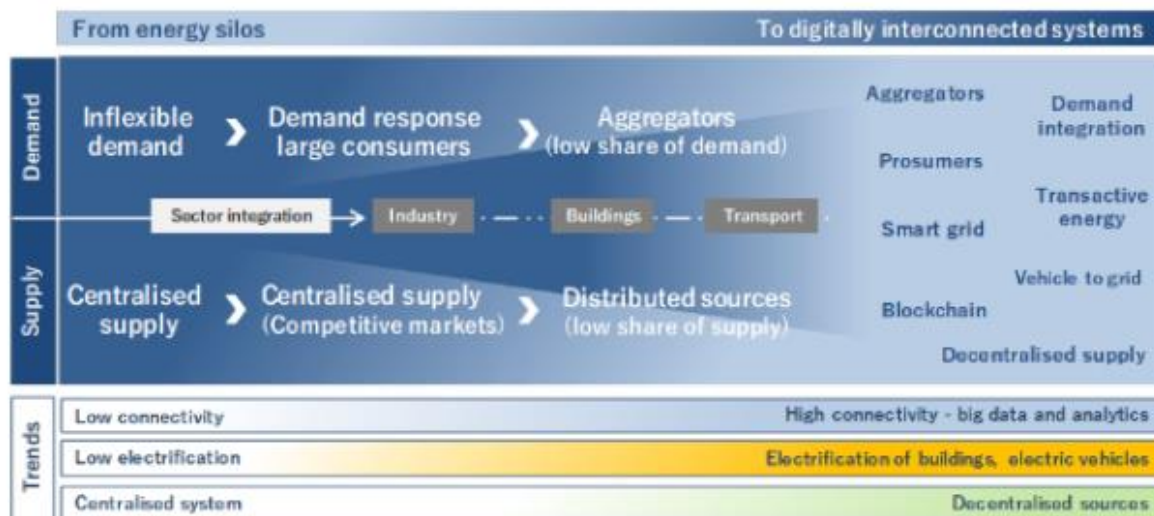 From energy silos
To digitally interconnected systems
Demand
Inflexible
demand
Demand response
large consumers
Aggregators
(low share of demand)
Aggregators
Demand
integration
Prosumers
Transactive
energy
Smart grid
Vehicle to grid
Blockchain
Decentralised supply
Sector integration
Industry
Buildings
Transport
Supply
Centralised
supply
Centralised supply
(Competitive markets)
Distributed sources
(low share of supply)
Trends
Low connectivity
High connectivity - big data and analytics
Low electrification
Electrification of buildings, electric vehicles
Centralised system
Decentralised sources